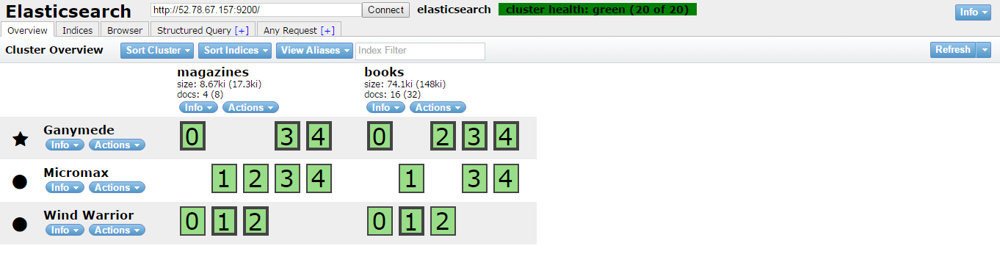 Elasticsearch http://52.78.67.157:9200/ Connect elasticsearch cluster health: green (20 of 20) Info
Overview Indices Browser Structured Query [+] Any Request [+]
Cluster Overview Sort Cluster Sort Indices View Aliases Index Filter Refresh
magazines books
size: 8.67ki (17.3ki) size: 74.1ki (148ki)
docs: 4 (8) docs: 16 (32)
Info Actions Info Actions
Ganymede 0 3 4 0 2 3 4
Info Actions
Micromax 1 2 3 4 1 3 4
Info Actions
Wind Warrior 0 1 2 0 1 2
Info Actions